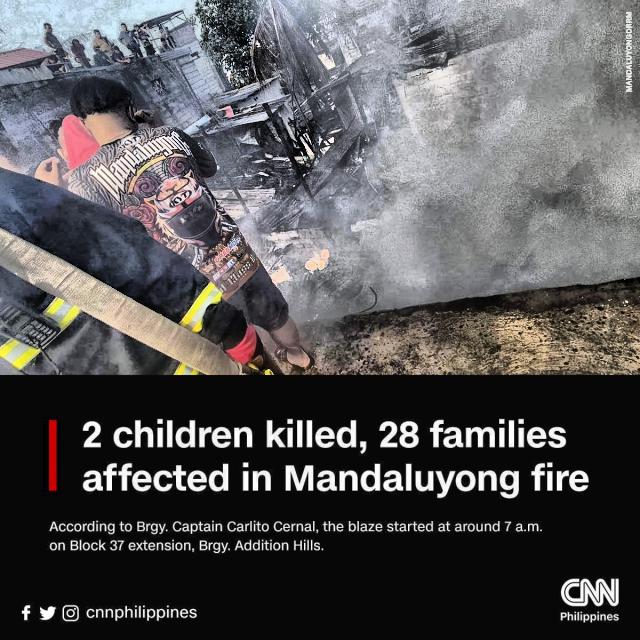 MANDALUYONGDRRM
Mandaluyong
2 children killed, 28 families
affected in Mandaluyong fire
According to Brgy. Captain Carlito Cernal, the blaze started at around 7 a.m.
on Block 37 extension, Brgy. Addition Hills.
cnnphilippines
CNN
Philippines